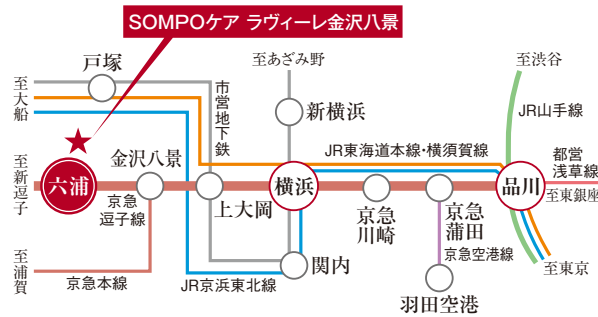 SOMPOケア ラヴィーレ金沢八景
戸塚
至あざみ野
至渋谷
至大船
市営地下鉄
新横浜
JR山手線
JR東海道本線・横須賀線
都営
浅草線
至新逗子
六浦
金沢八景
京急
逗子線
上大岡
横浜
京急
川崎
京急
蒲田
品川
至東銀座
京急空港線
至浦賀
京急本線
JR京浜東北線
関内
羽田空港
至東京